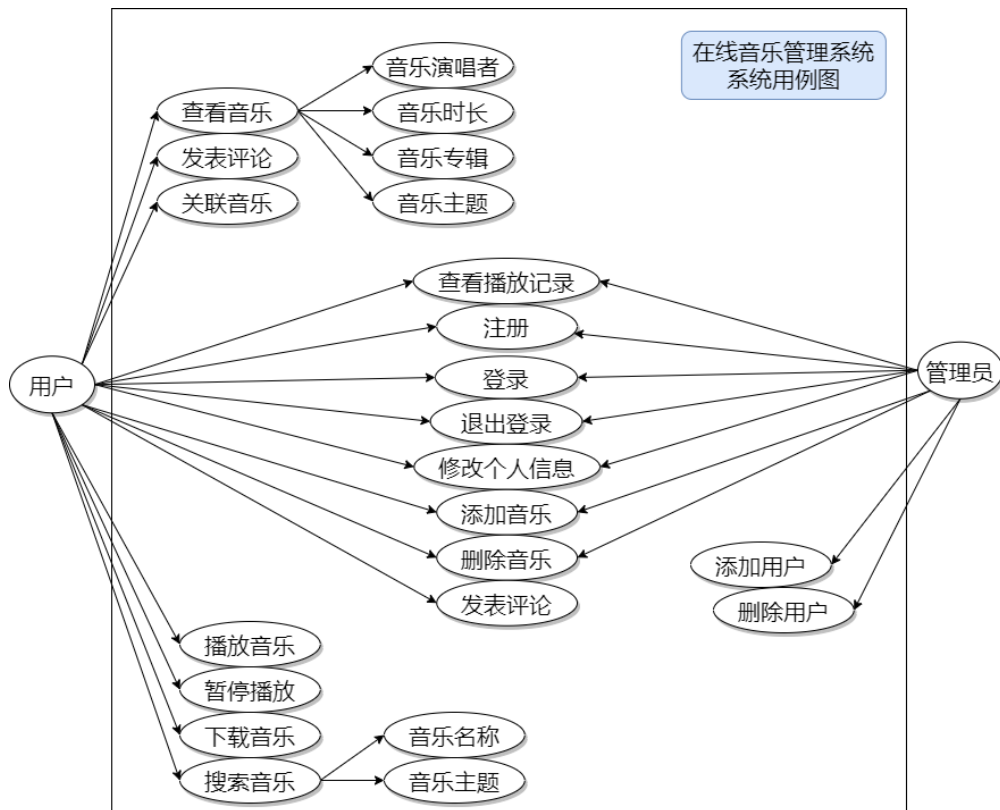 在线音乐管理系统
系统用例图
音乐演唱者
查看音乐
音乐时长
发表评论
音乐专辑
关联音乐
音乐主题
查看播放记录
注册
用户
登录
管理员
退出登录
修改个人信息
添加音乐
删除音乐
添加用户
发表评论
删除用户
播放音乐
暂停播放
下载音乐
音乐名称
搜索音乐
音乐主题